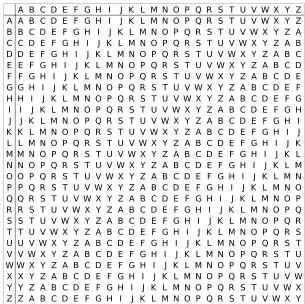 A B C D E F G H I J K L M N O P Q R S T U V W X Y Z
A A B C D E F G H I J K L M N O P Q R S T U V W X Y Z
B B C D E F G H I J K L M N O P Q R S T U V W X Y Z A
C C D E F G H I J K L M N O P Q R S T U V W X Y Z A B
D D E F G H I J K L M N O P Q R S T U V W X Y Z A B C
E E F G H I J K L M N O P Q R S T U V W X Y Z A B C D
F F G H I J K L M N O P Q R S T U V W X Y Z A B C D E
G G H I J K L M N O P Q R S T U V W X Y Z A B C D E F
H H I J K L M N O P Q R S T U V W X Y Z A B C D E F G
I I J K L M N O P Q R S T U V W X Y Z A B C D E F G H
J J K L M N O P Q R S T U V W X Y Z A B C D E F G H I
K K L M N O P Q R S T U V W X Y Z A B C D E F G H I J
L L M N O P Q R S T U V W X Y Z A B C D E F G H I J K
M M N O P Q R S T U V W X Y Z A B C D E F G H I J K L
N N O P Q R S T U V W X Y Z A B C D E F G H I J K L M
O O P Q R S T U V W X Y Z A B C D E F G H I J K L M N
P P Q R S T U V W X Y Z A B C D E F G H I J K L M N O
Q Q R S T U V W X Y Z A B C D E F G H I J K L M N O P
R R S T U V W X Y Z A B C D E F G H I J K L M N O P Q
S S T U V W X Y Z A B C D E F G H I J K L M N O P Q R
T T U V W X Y Z A B C D E F G H I J K L M N O P Q R S
U U V W X Y Z A B C D E F G H I J K L M N O P Q R S T
V V W X Y Z A B C D E F G H I J K L M N O P Q R S T U
W W X Y Z A B C D E F G H I J K L M N O P Q R S T U V
X X Y Z A B C D E F G H I J K L M N O P Q R S T U V W
Y Y Z A B C D E F G H I J K L M N O P Q R S T U V W X
Z Z A B C D E F G H I J K L M N O P Q R S T U V W X Y